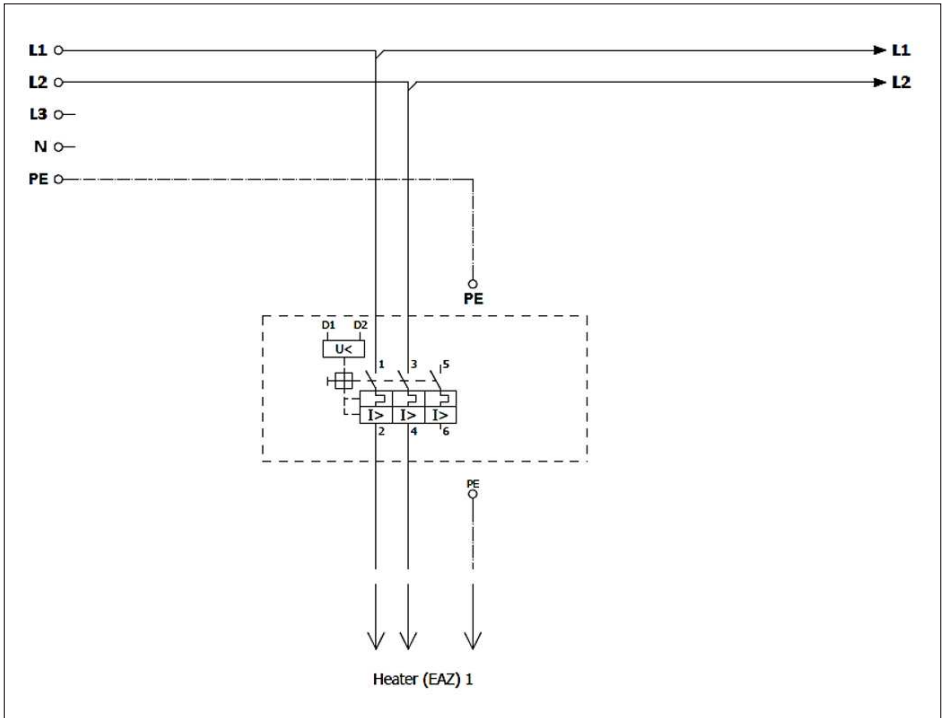 L1 L1
L2 L2
L3
N
PE
PE
D1 D2
U<
1 3 5
I> I> I>
2 4 6
PE
Heater (EAZ) 1